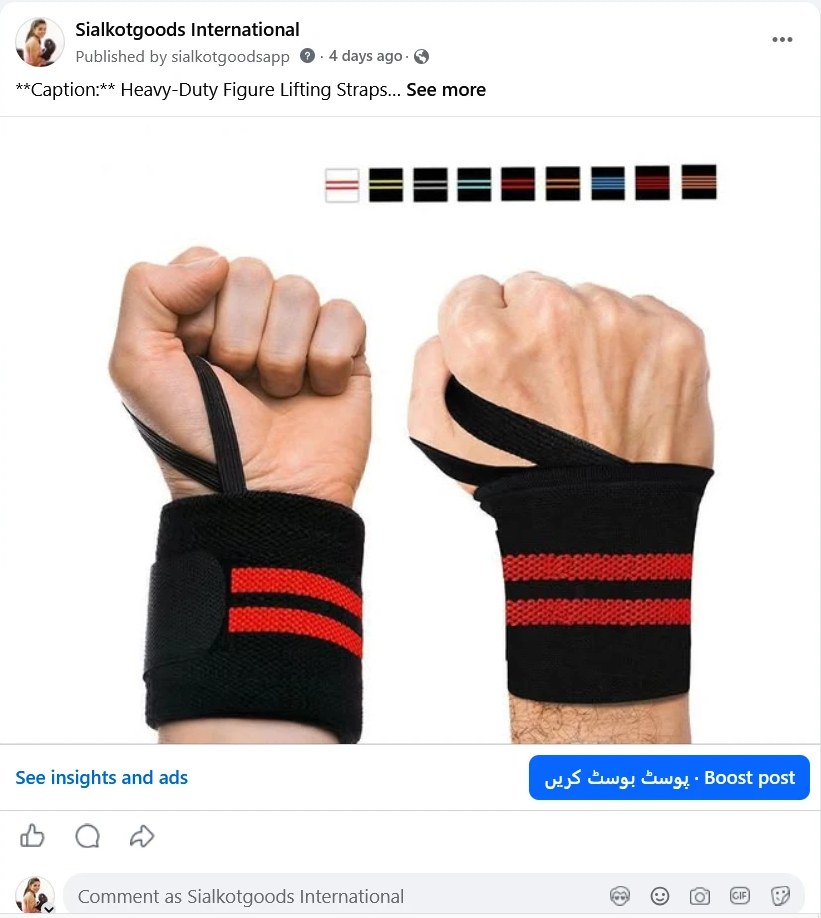 Sialkotgoods International
Published by sialkotgoodsapp · 4 days ago ·
**Caption:** Heavy-Duty Figure Lifting Straps... See more
See insights and ads
پوسٹ بوسٹ کریں · Boost post
Comment as Sialkotgoods International
GIF